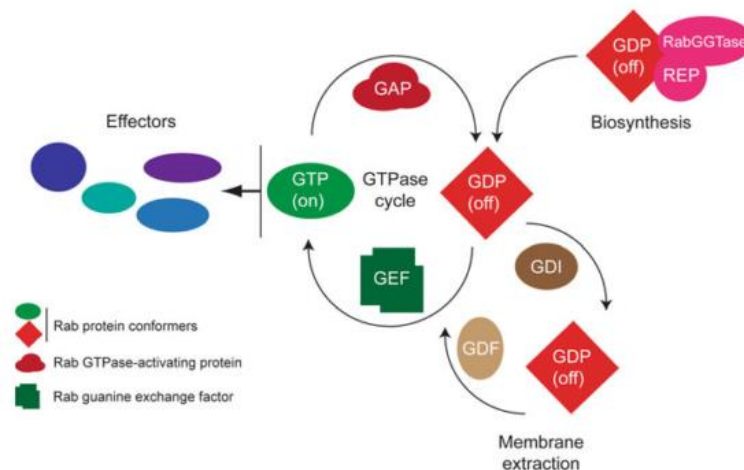 GDP
(off)
RabGGTase
REP
Biosynthesis
GAP
Effectors
GTP
(on)
GTPase
cycle
GDP
(off)
GEF
GDI
GDF
GDP
(off)
Membrane
extraction
Rab protein conformers
Rab GTPase-activating protein
Rab guanine exchange factor